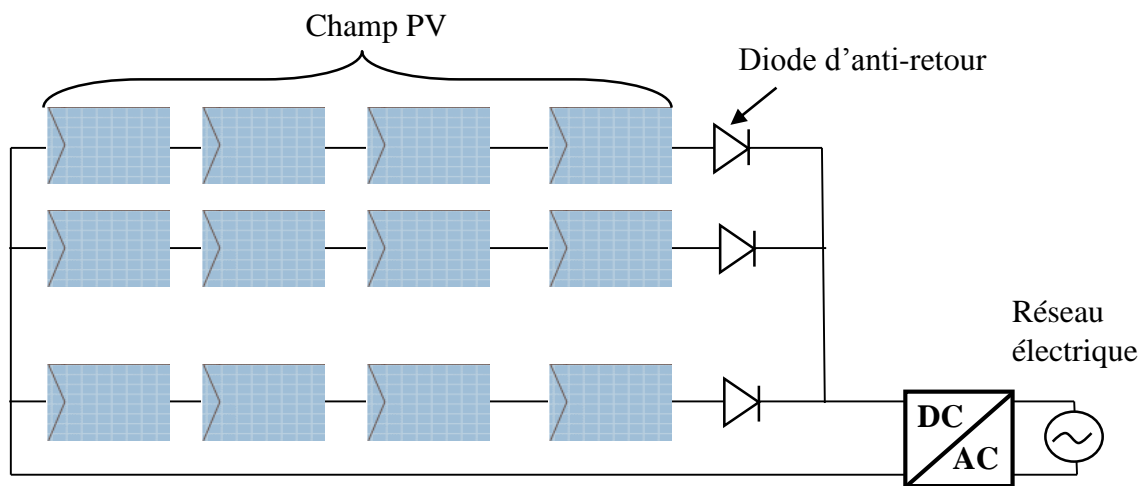 Champ PV
Diode d’anti-retour
Réseau
électrique
DC
AC